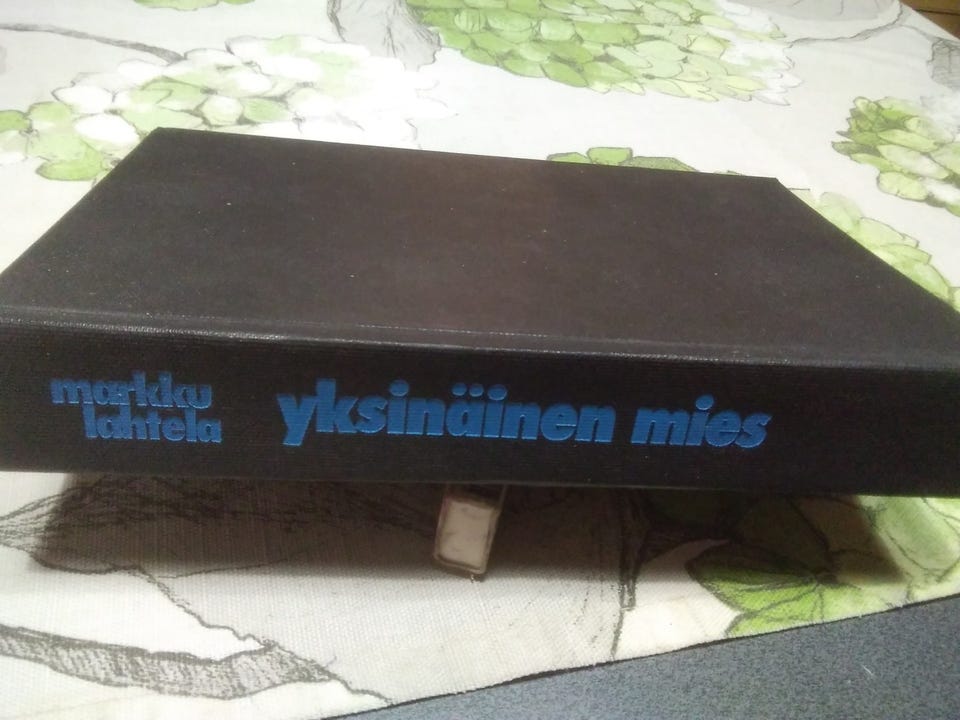 markku
lahtela
yksinäinen mies